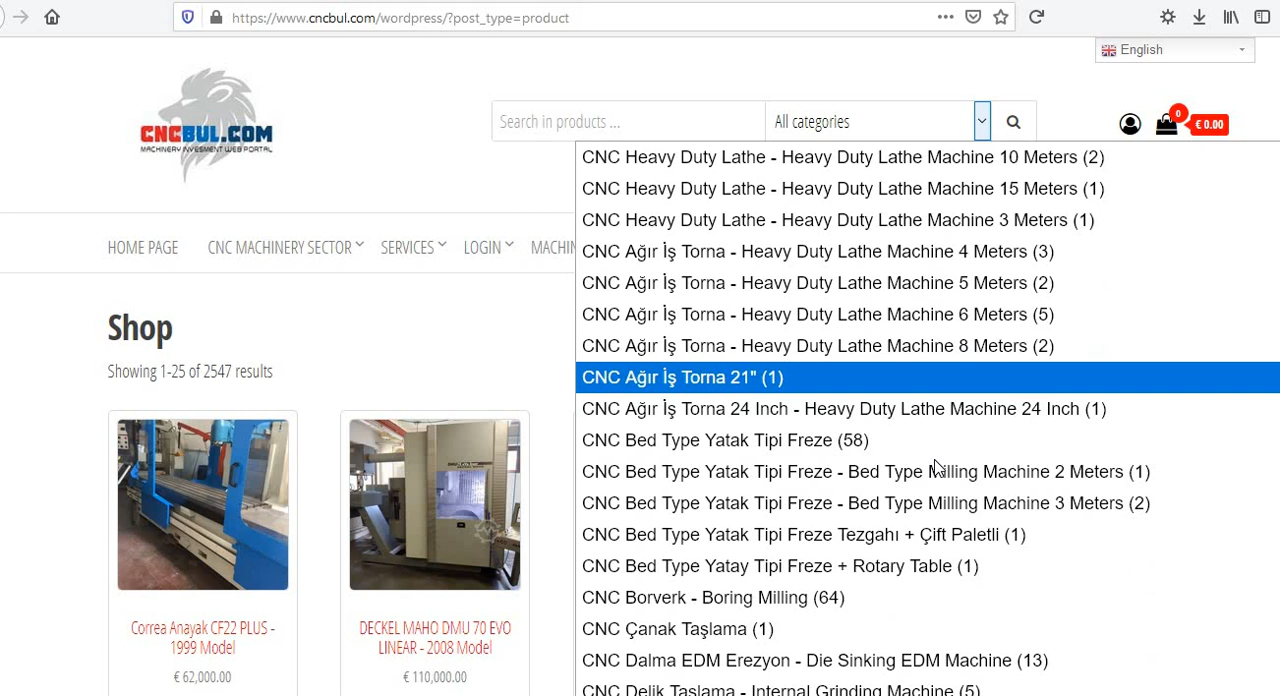 https://www.cncbul.com/wordpress/?post_type=product
English
CNCBUL.COM
MACHINERY INVESMENT WEB PORTAL
Search in products ...
All categories
0
€ 0.00
HOME PAGE
CNC MACHINERY SECTOR
SERVICES
LOGIN
MACHIN
CNC Heavy Duty Lathe - Heavy Duty Lathe Machine 10 Meters (2)
CNC Heavy Duty Lathe - Heavy Duty Lathe Machine 15 Meters (1)
CNC Heavy Duty Lathe - Heavy Duty Lathe Machine 3 Meters (1)
CNC Ağır İş Torna - Heavy Duty Lathe Machine 4 Meters (3)
CNC Ağır İş Torna - Heavy Duty Lathe Machine 5 Meters (2)
CNC Ağır İş Torna - Heavy Duty Lathe Machine 6 Meters (5)
CNC Ağır İş Torna - Heavy Duty Lathe Machine 8 Meters (2)
CNC Ağır İş Torna 21" (1)
CNC Ağır İş Torna 24 Inch - Heavy Duty Lathe Machine 24 Inch (1)
CNC Bed Type Yatak Tipi Freze (58)
CNC Bed Type Yatak Tipi Freze - Bed Type Milling Machine 2 Meters (1)
CNC Bed Type Yatak Tipi Freze - Bed Type Milling Machine 3 Meters (2)
CNC Bed Type Yatak Tipi Freze Tezgahı + Çift Paletli (1)
CNC Bed Type Yatay Tipi Freze + Rotary Table (1)
CNC Borverk - Boring Milling (64)
CNC Çanak Taşlama (1)
CNC Dalma EDM Erezyon - Die Sinking EDM Machine (13)
CNC Delik Taşlama - Internal Grinding Machine (5)
Shop
Showing 1-25 of 2547 results
Correa Anayak CF22 PLUS -
1999 Model
€ 62,000.00
DECKEL MAHO DMU 70 EVO
LINEAR - 2008 Model
€ 110,000.00